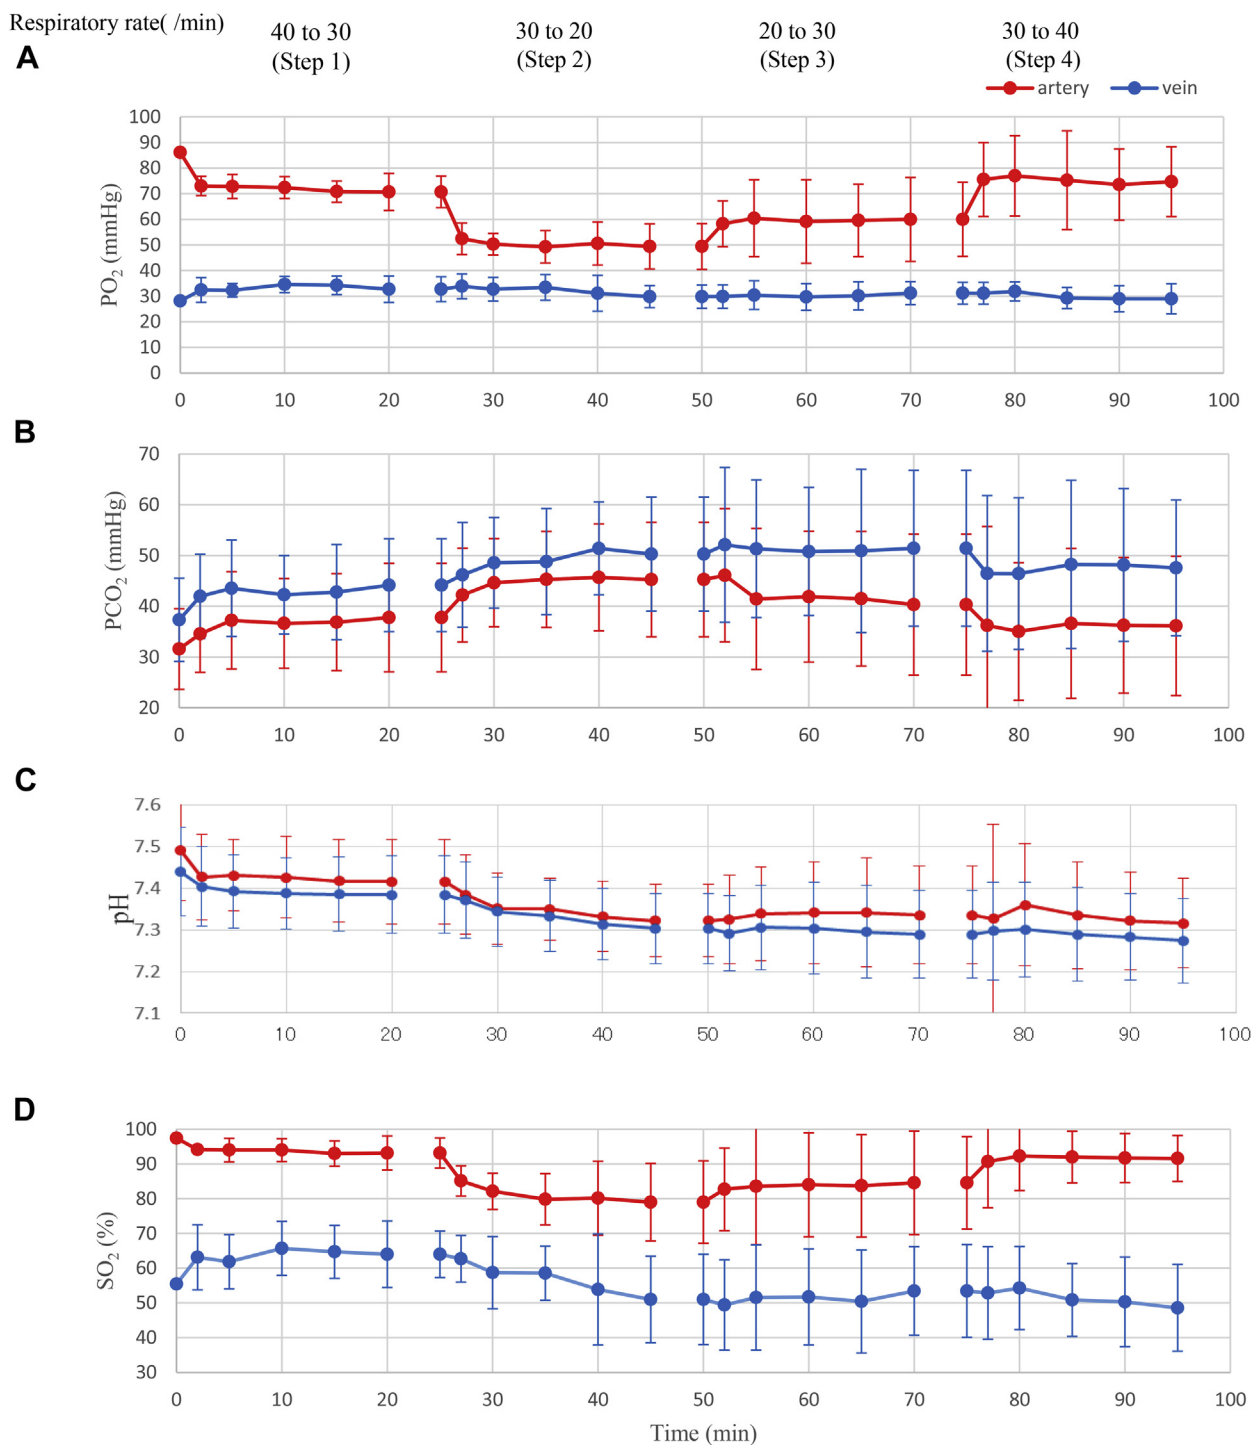 Respiratory rate( /min)
40 to 30 30 to 20 20 to 30 30 to 40
(Step 1) (Step 2) (Step 3) (Step 4)
A
artery vein
100
90
80
70
60
50
40
30
20
10
0
PO2 (mmHg)
0 10 20 30 40 50 60 70 80 90 100
B
70
60
50
40
30
20
PCO2 (mmHg)
0 10 20 30 40 50 60 70 80 90 100
C
7.6
7.5
7.4
7.3
7.2
7.1
pH
0 10 20 30 40 50 60 70 80 90 100
D
100
90
80
70
60
50
40
30
SO2 (%)
0 10 20 30 40 50 60 70 80 90 100
Time (min)